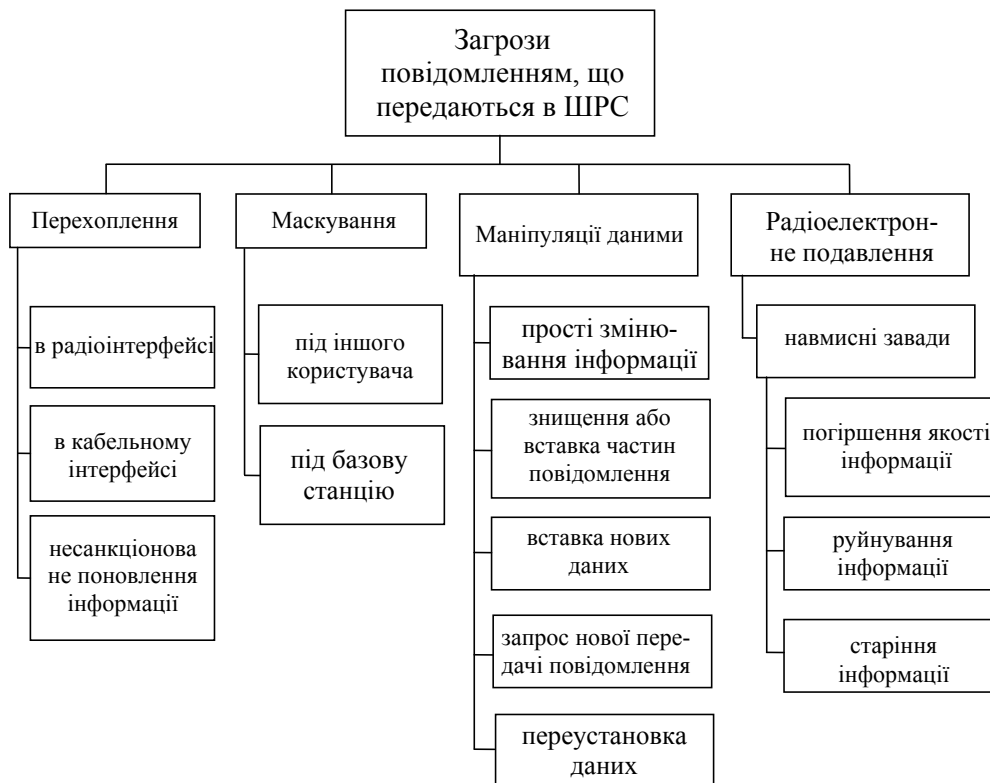 Загрози
повідомленням, що
передаються в ШРС
Перехоплення
в радіоінтерфейсі
в кабельному
інтерфейсі
несанкціонова
не поновлення
інформації
Маскування
під іншого
користувача
під базову
станцію
Маніпуляції даними
прості зміню-
вання інформації
знищення або
вставка частин
повідомлення
вставка нових
даних
запрос нової пере-
дачі повідомлення
переустановка
даних
Радіоелектрон-
не подавлення
навмисні завади
погіршення якості
інформації
руйнування
інформації
старіння
інформації